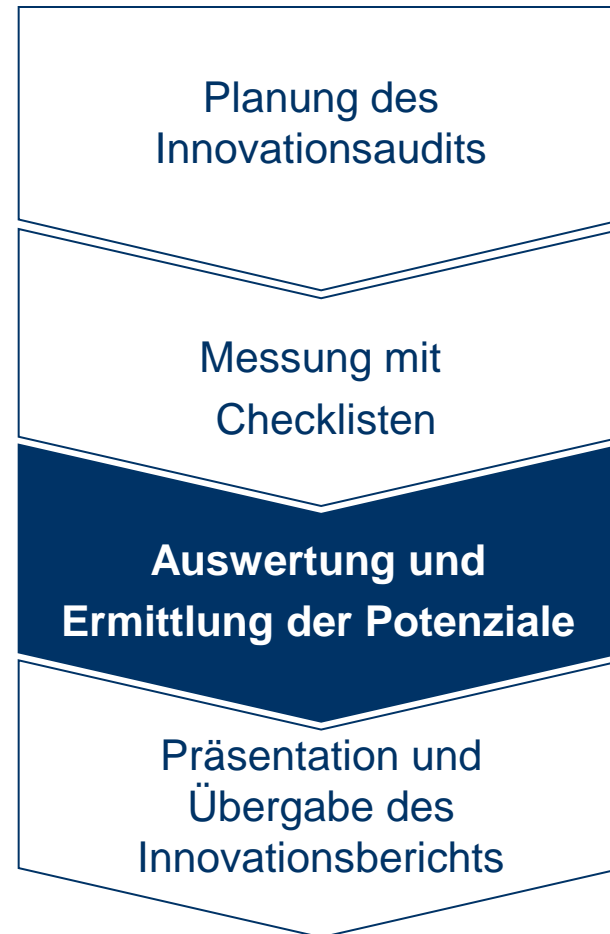 Planung des
Innovationsaudits
Messung mit
Checklisten
Auswertung und
Ermittlung der Potenziale
Präsentation und
Übergabe des
Innovationsberichts